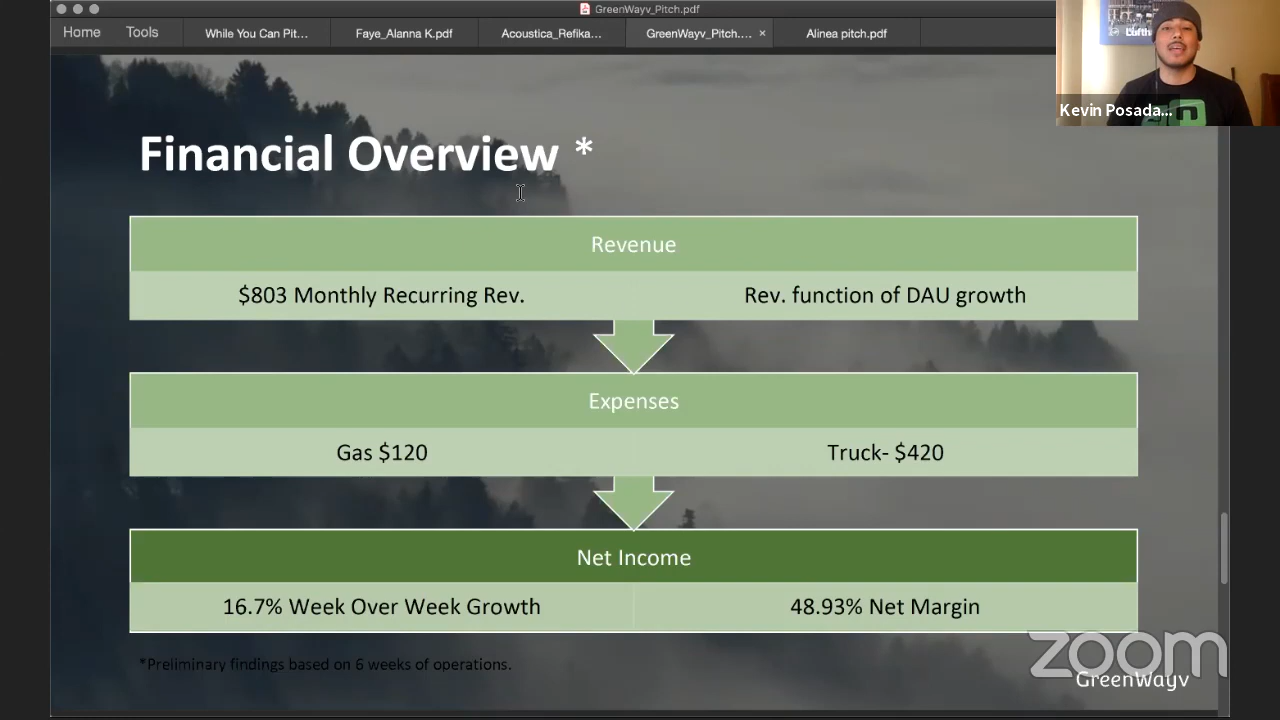 GreenWayv_Pitch.pdf
Home
Tools
While You Can Pit...
Faye_Alanna K.pdf
Acoustica_Refika...
GreenWayv_Pitch....
×
Alinea pitch.pdf
Kevin Posada...
Financial Overview *
Revenue
$803 Monthly Recurring Rev.
Rev. function of DAU growth
Expenses
Gas $120
Truck- $420
Net Income
16.7% Week Over Week Growth
48.93% Net Margin
*Preliminary findings based on 6 weeks of operations.
zoom
GreenWayv